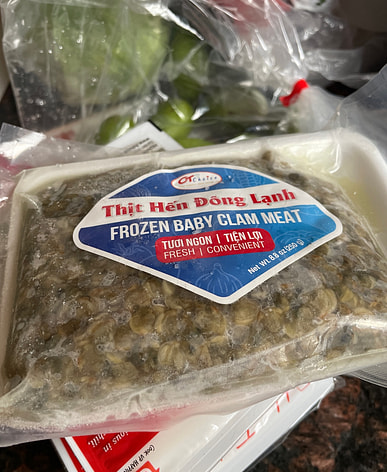 Thịt Hến Đông Lạnh
FROZEN BABY CLAM MEAT
TƯƠI NGON | TIỆN LỢI
FRESH | CONVENIENT
Net Wt. 8.8 oz (250 g)